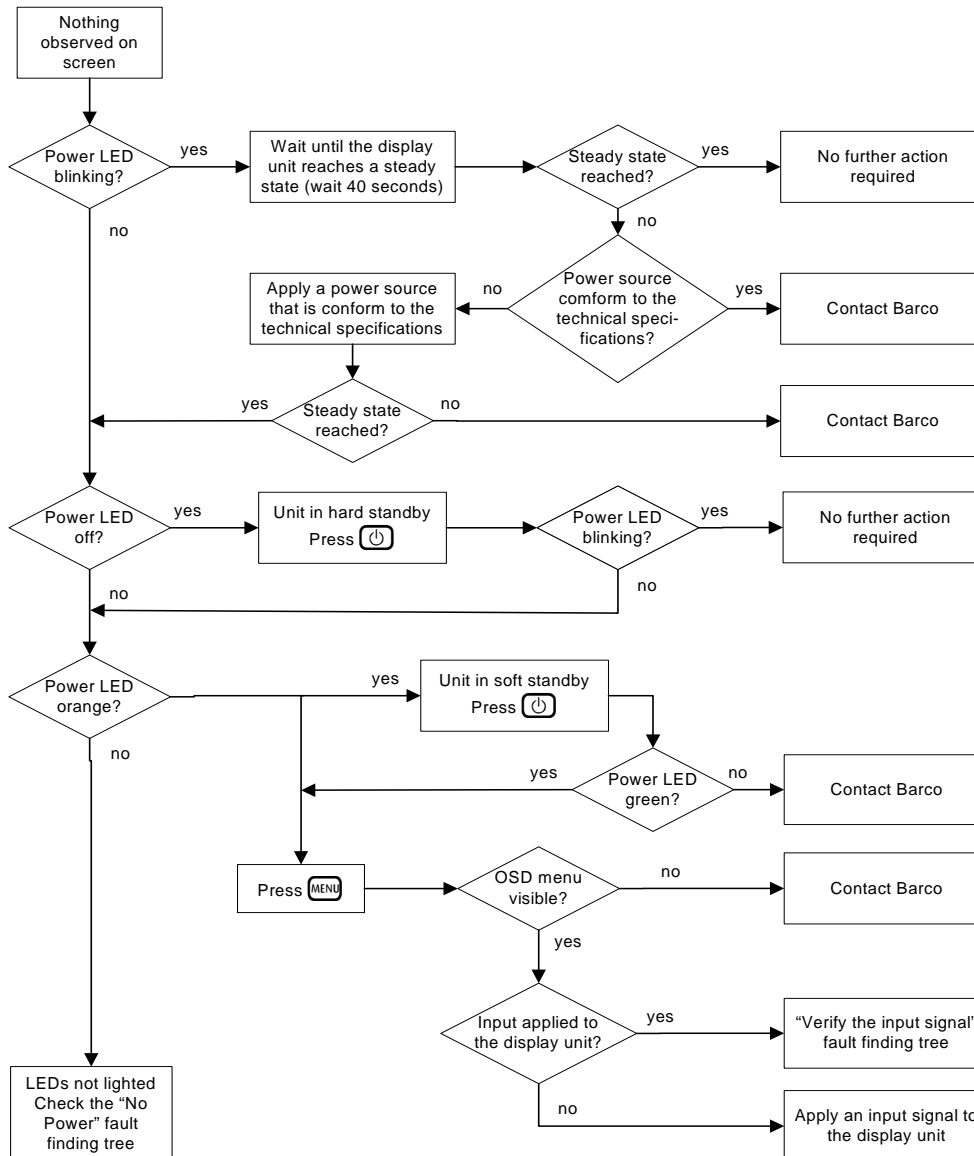 Nothing
observed on
screen
Power LED
blinking?
yes
Wait until the display
unit reaches a steady
state (wait 40 seconds)
Steady state
reached?
yes
No further action
required
no
no
Power source
comform to the
technical speci-
fications?
no
Apply a power source
that is conform to the
technical specifications
yes
Contact Barco
Steady state
reached?
yes
no
Contact Barco
Power LED
off?
yes
Unit in hard standby
Press
Power LED
blinking?
yes
No further action
required
no
no
Power LED
orange?
yes
Unit in soft standby
Press
no
Power LED
green?
yes
no
Contact Barco
Press MENU
OSD menu
visible?
no
Contact Barco
yes
Input applied to
the display unit?
yes
“Verify the input signal”
fault finding tree
no
Apply an input signal to
the display unit
LEDs not lighted
Check the “No
Power” fault
finding tree